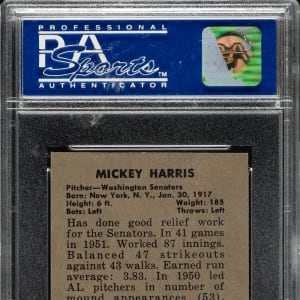 PROFESSIONAL
PSA
Sports
AUTHENTICATOR
MICKEY HARRIS
Pitcher—Washington Senators
Born: New York, N. Y., Jan. 30, 1917
Height: 6 ft. Weight: 185
Bats: Left Throws: Left
Has done good relief work
for the Senators. In 41 games
in 1951. Worked 87 innings.
Balanced 47 strikeouts
against 43 walks. Earned run
average: 3.83. In 1950 led
AL pitchers in number of
mound appearances (53).